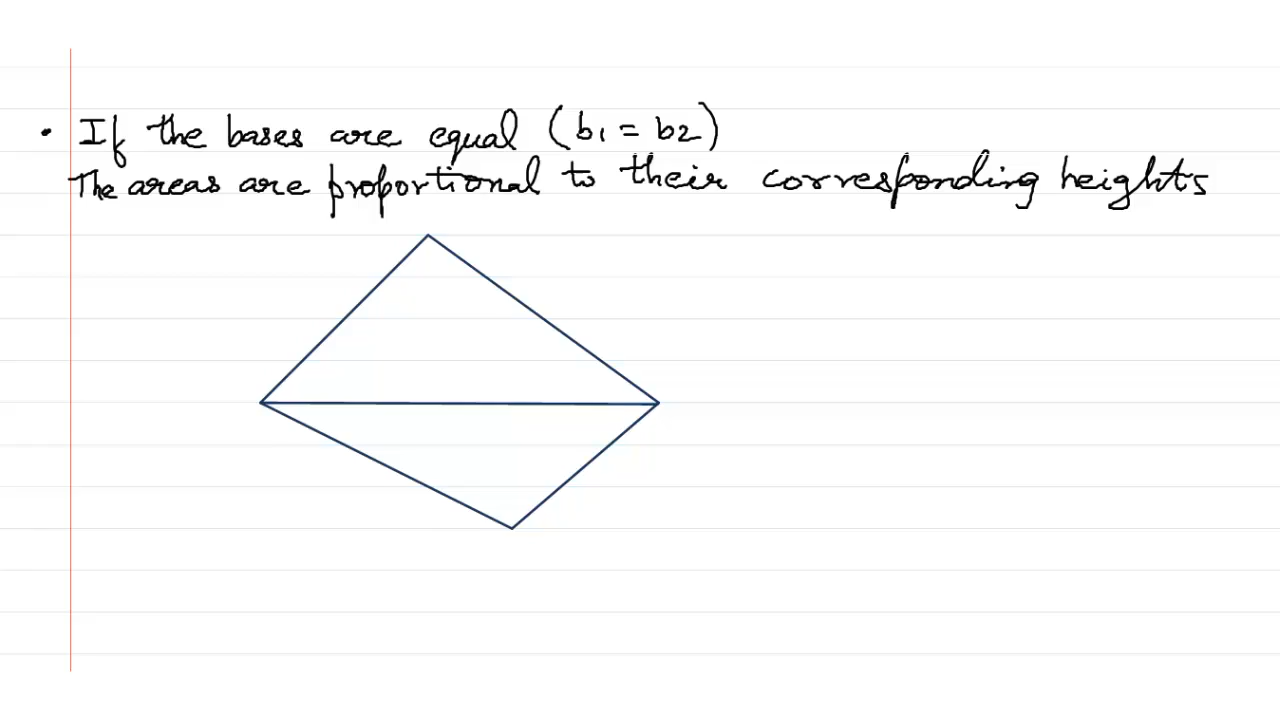 • If the bases are equal (b1 = b2)
The areas are proportional to their corresponding heights